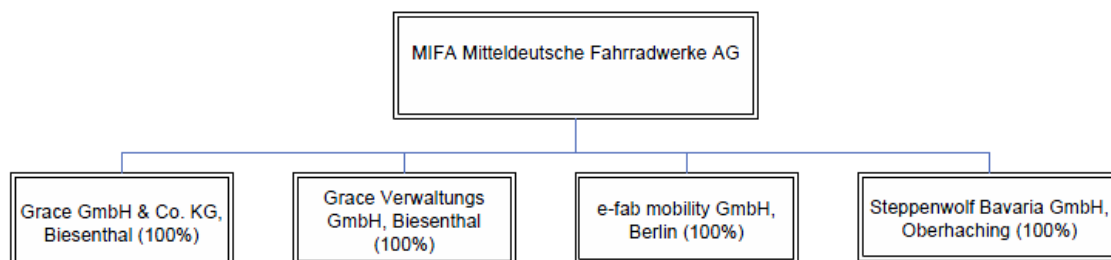 MIFA Mitteldeutsche Fahrradwerke AG
Grace GmbH & Co. KG,
Biesenthal (100%)
Grace Verwaltungs
GmbH, Biesenthal
(100%)
e-fab mobility GmbH,
Berlin (100%)
Steppenwolf Bavaria GmbH,
Oberhaching (100%)